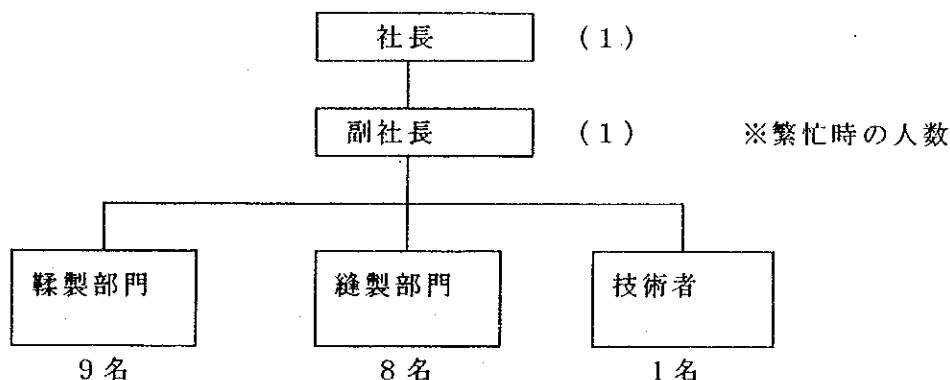 社長 (1)
副社長 (1) ※繁忙時の人数
鞣製部門 縫製部門 技術者
9名 8名 1名